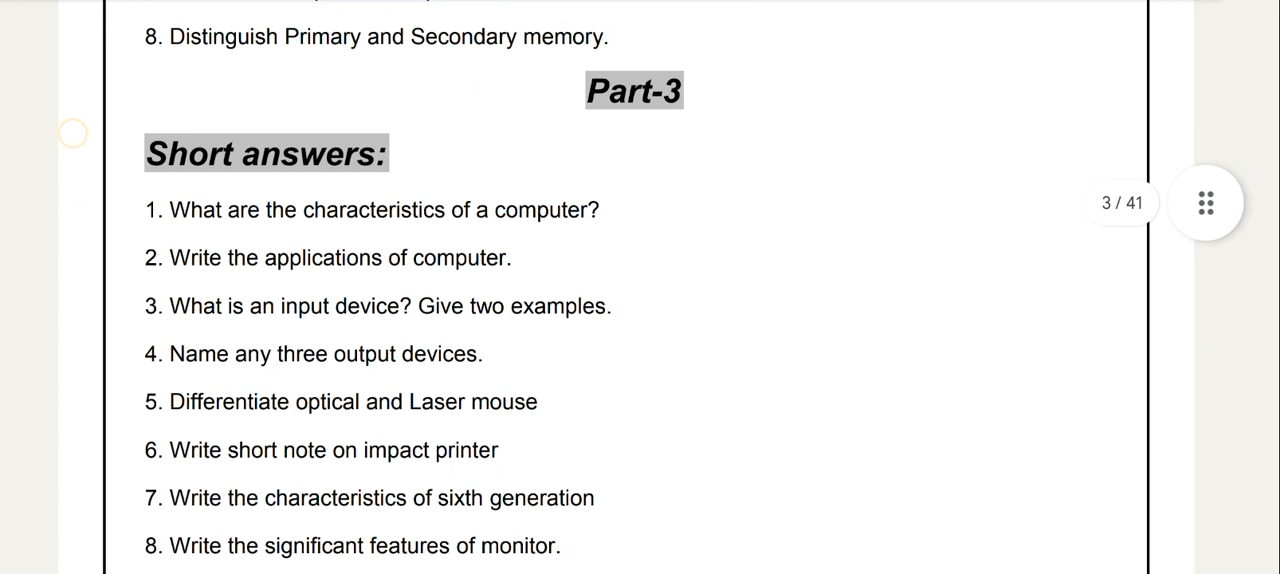 8. Distinguish Primary and Secondary memory.
Part-3
Short answers:
1. What are the characteristics of a computer?
3 / 41
2. Write the applications of computer.
3. What is an input device? Give two examples.
4. Name any three output devices.
5. Differentiate optical and Laser mouse
6. Write short note on impact printer
7. Write the characteristics of sixth generation
8. Write the significant features of monitor.